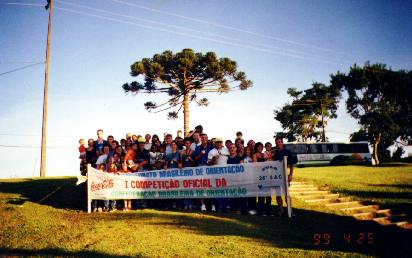 BRASILEIRO DE ORIENTAÇÃO
Coca-Cola
I COMPETIÇÃO OFICIAL DA
CONFEDERAÇÃO BRASILEIRA DE ORIENTAÇÃO
99 4 25